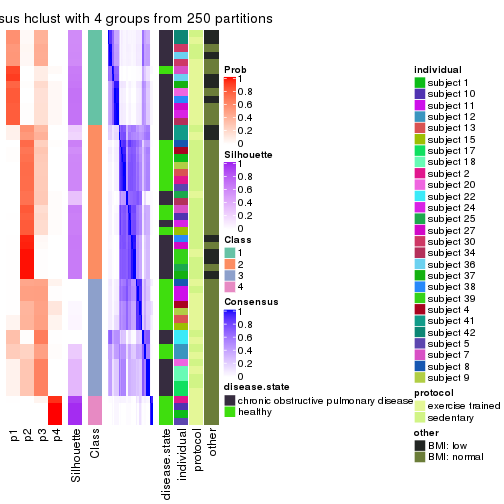 sus hclust with 4 groups from 250 partitions
Prob
1
0.8
0.6
0.4
0.2
0
Silhouette
1
0.8
0.6
0.4
0.2
0
Class
1
2
3
4
Consensus
1
0.8
0.6
0.4
0.2
0
disease.state
chronic obstructive pulmonary disease
healthy
individual
subject 1
subject 10
subject 11
subject 12
subject 13
subject 15
subject 17
subject 18
subject 2
subject 20
subject 22
subject 24
subject 25
subject 27
subject 30
subject 34
subject 36
subject 37
subject 38
subject 39
subject 4
subject 41
subject 42
subject 5
subject 7
subject 8
subject 9
protocol
exercise trained
sedentary
other
BMI: low
BMI: normal
p1
p2
p3
p4
Silhouette
Class
disease.state
individual
protocol
other